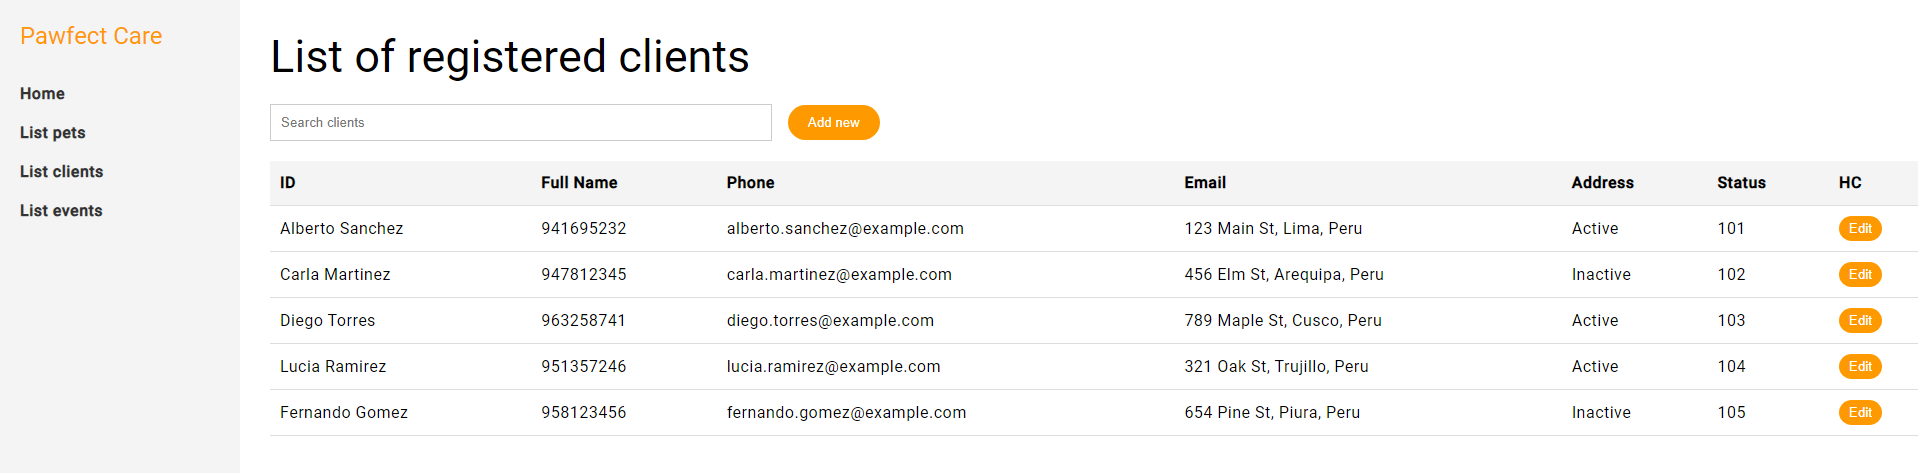 Pawfect Care
Home
List pets
List clients
List events
List of registered clients
Search clients
Add new
ID Full Name Phone Email Address Status HC
Alberto Sanchez 941695232 alberto.sanchez@example.com 123 Main St, Lima, Peru Active 101 Edit
Carla Martinez 947812345 carla.martinez@example.com 456 Elm St, Arequipa, Peru Inactive 102 Edit
Diego Torres 963258741 diego.torres@example.com 789 Maple St, Cusco, Peru Active 103 Edit
Lucia Ramirez 951357246 lucia.ramirez@example.com 321 Oak St, Trujillo, Peru Active 104 Edit
Fernando Gomez 958123456 fernando.gomez@example.com 654 Pine St, Piura, Peru Inactive 105 Edit